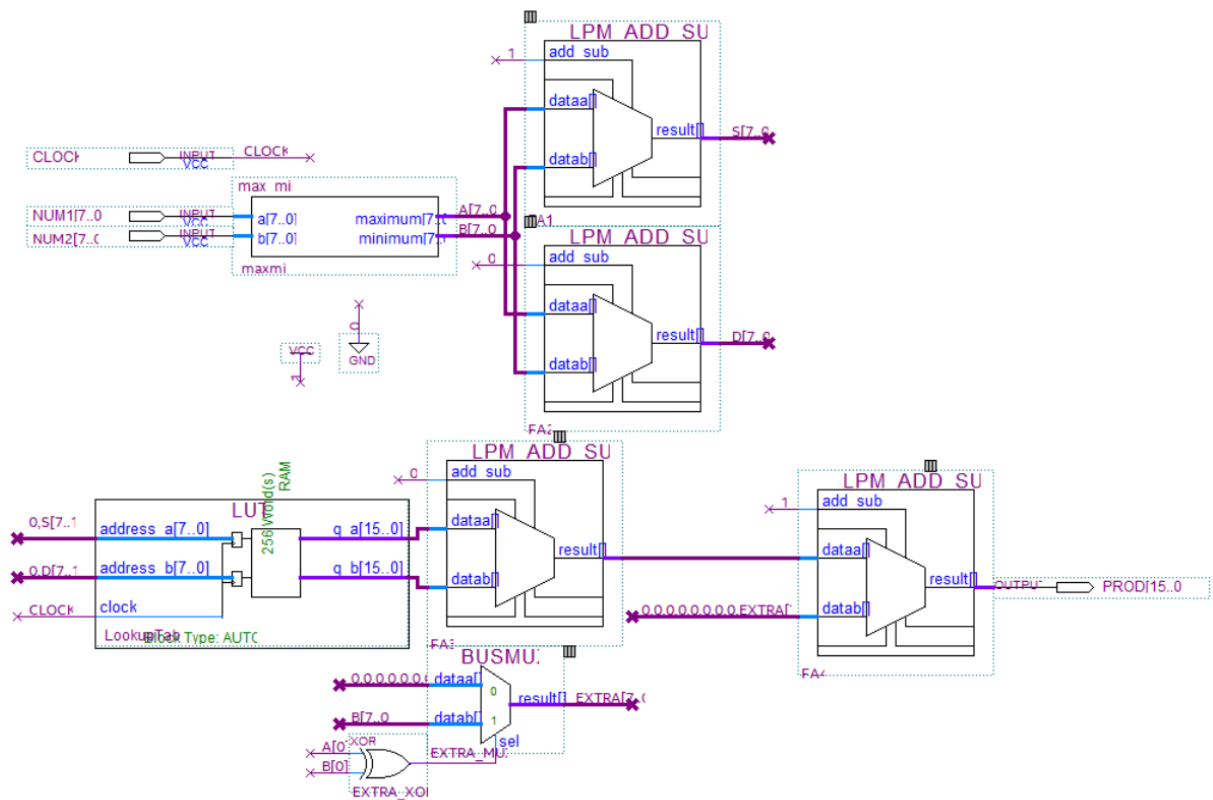 LPM_ADD_SU
1
add_sub
dataa[]
result[]
S[7..0
datab[]
CLOCK
INPUT
VCC
CLOCK
max_mi
NUM1[7..0
INPUT
VCC
a[7..0]
maximum[7..0
A[7..0
NUM2[7..0
INPUT
VCC
b[7..0]
minimum[7..0
B[7..0
A1
maxmi
LPM_ADD_SU
0
add_sub
dataa[]
result[]
D[7..0
datab[]
FA2
VCC
1
0
GND
LPM_ADD_SU
0
add_sub
dataa[]
result[]
datab[]
LUT
256 Word(s)
RAM
0,S[7..1
address_a[7..0]
q_a[15..0]
0,D[7..1
address_b[7..0]
q_b[15..0]
CLOCK
clock
LookupTab
Block Type: AUTO
FA3
LPM_ADD_SU
1
add_sub
dataa[]
result[]
OUTPUT
PROD[15..0
0,0,0,0,0,0,0,0,EXTRA[
datab[]
FA4
BUSMUX
0,0,0,0,0,0,0
dataa[]
0
result[]
EXTRA[7..0
B[7..0
datab[]
1
sel
A[0]
XOR
B[0]
EXTRA_MU
EXTRA_XO